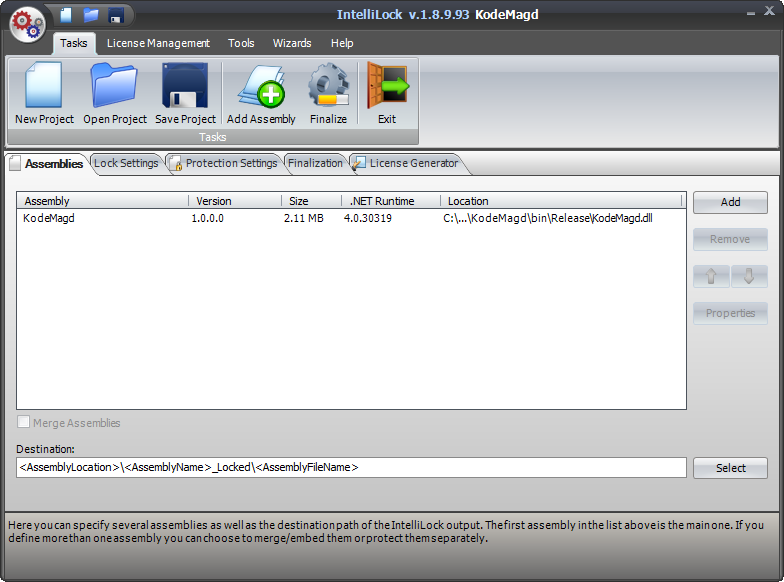 IntelliLock v.1.8.9.93 KodeMagd
Tasks License Management Tools Wizards Help
New Project Open Project Save Project Add Assembly Finalize Exit
Tasks
Assemblies Lock Settings Protection Settings Finalization License Generator
Assembly Version Size .NET Runtime Location
KodeMagd 1.0.0.0 2.11 MB 4.0.30319 C:\...\KodeMagd\bin\Release\KodeMagd.dll
Add
Remove
Properties
Merge Assemblies
Destination:
<AssemblyLocation>\<AssemblyName>_Locked\<AssemblyFileName>
Select
Here you can specify several assemblies as well as the destination path of the IntelliLock output. The first assembly in the list above is the main one. If you
define more than one assembly you can choose to merge/embed them or protect them separately.